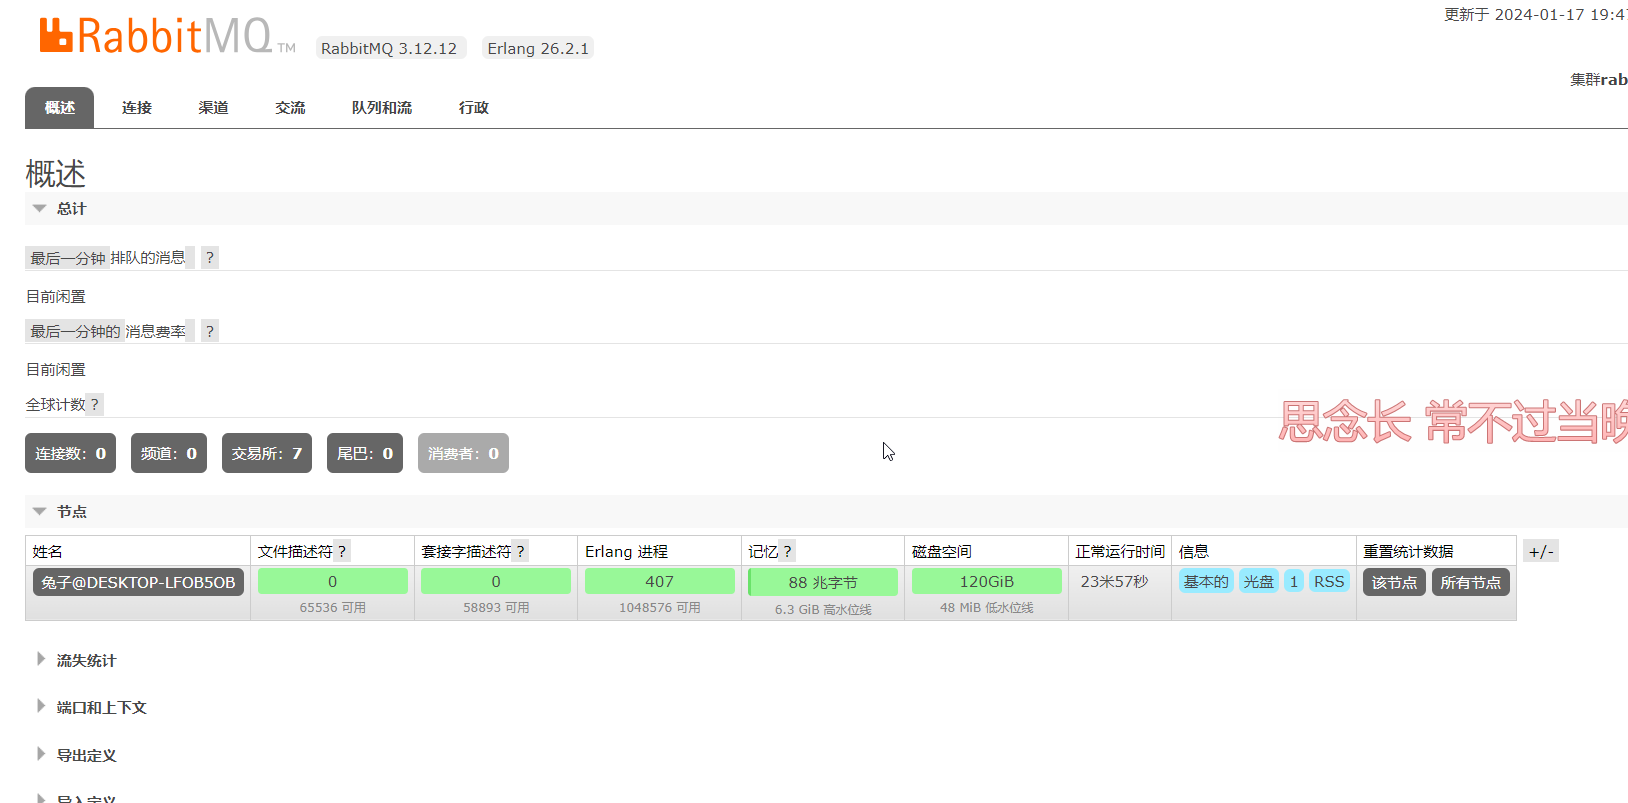 更新于 2024-01-17 19:4
RabbitMQ TM
RabbitMQ 3.12.12 Erlang 26.2.1
集群rab
概述 连接 渠道 交流 队列和流 行政
概述
总计
最后一分钟 排队的消息 ?
目前闲置
最后一分钟的 消息费率 ?
目前闲置
全球计数 ?
思念长 常不过当晚
连接数：0 频道：0 交易所：7 尾巴：0 消费者：0
节点
姓名 文件描述符 ? 套接字描述符 ? Erlang 进程 记忆 ? 磁盘空间 正常运行时间 信息 重置统计数据 +/-
兔子@DESKTOP-LFOB5OB 0 0 407 88 兆字节 120GiB 23米57秒 基本的 光盘 1 RSS 该节点 所有节点
65536 可用 58893 可用 1048576 可用 6.3 GiB 高水位线 48 MiB 低水位线
流失统计
端口和上下文
导出定义
导入定义